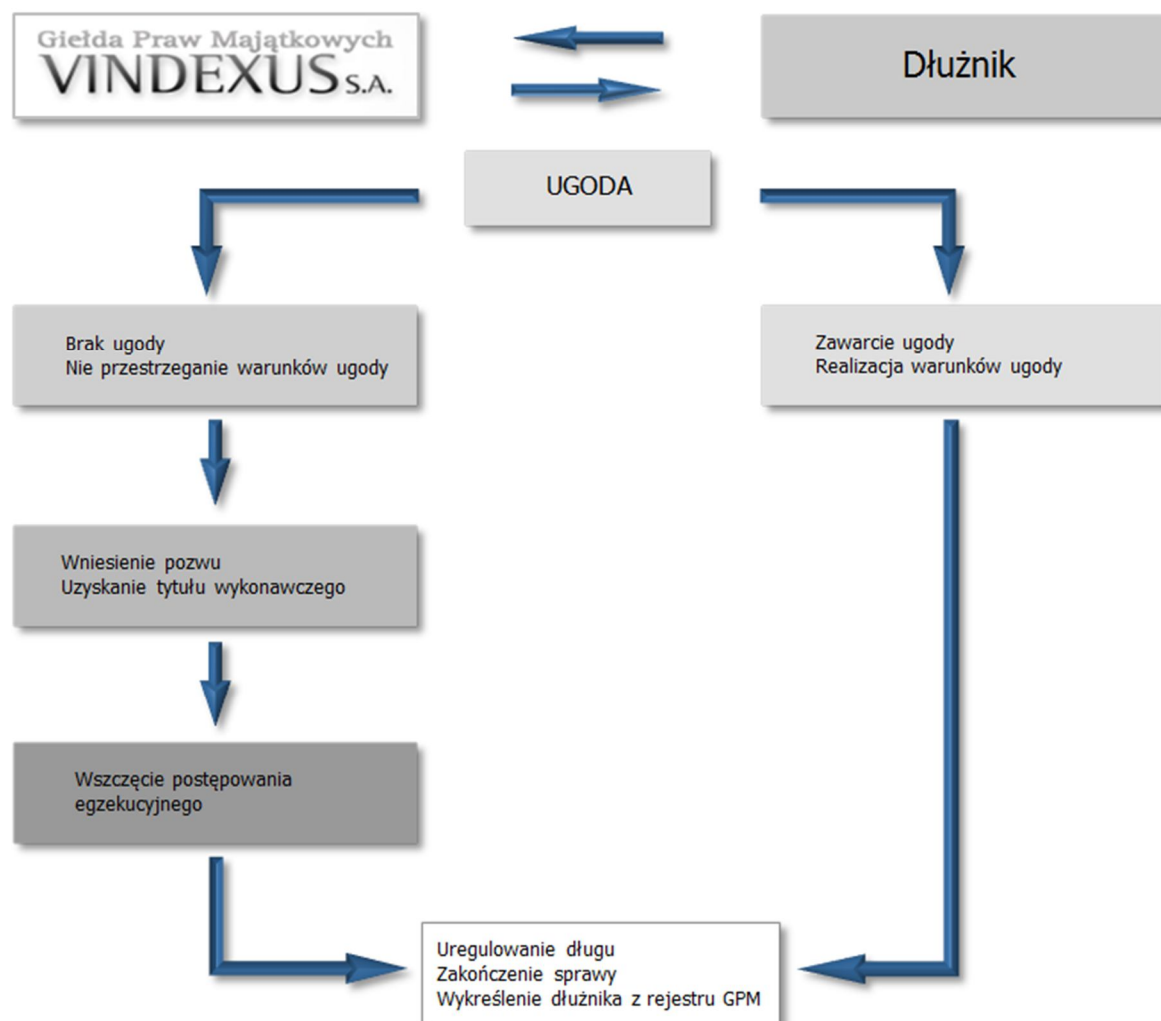 Giełda Praw Majątkowych
VINDEXUS S.A.
Dłużnik
UGODA
Brak ugody
Nie przestrzeganie warunków ugody
Zawarcie ugody
Realizacja warunków ugody
Wniesienie pozwu
Uzyskanie tytułu wykonawczego
Wszczęcie postępowania
egzekucyjnego
Uregulowanie długu
Zakończenie sprawy
Wykreślenie dłużnika z rejestru GPM